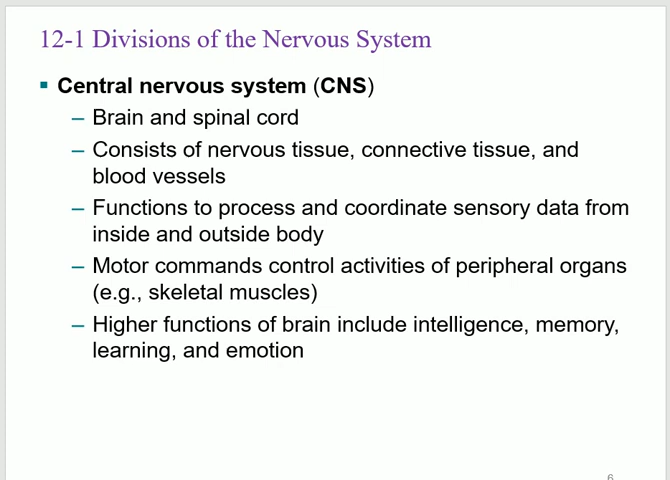 12-1 Divisions of the Nervous System
▪ Central nervous system (CNS)
– Brain and spinal cord
– Consists of nervous tissue, connective tissue, and
blood vessels
– Functions to process and coordinate sensory data from
inside and outside body
– Motor commands control activities of peripheral organs
(e.g., skeletal muscles)
– Higher functions of brain include intelligence, memory,
learning, and emotion
6